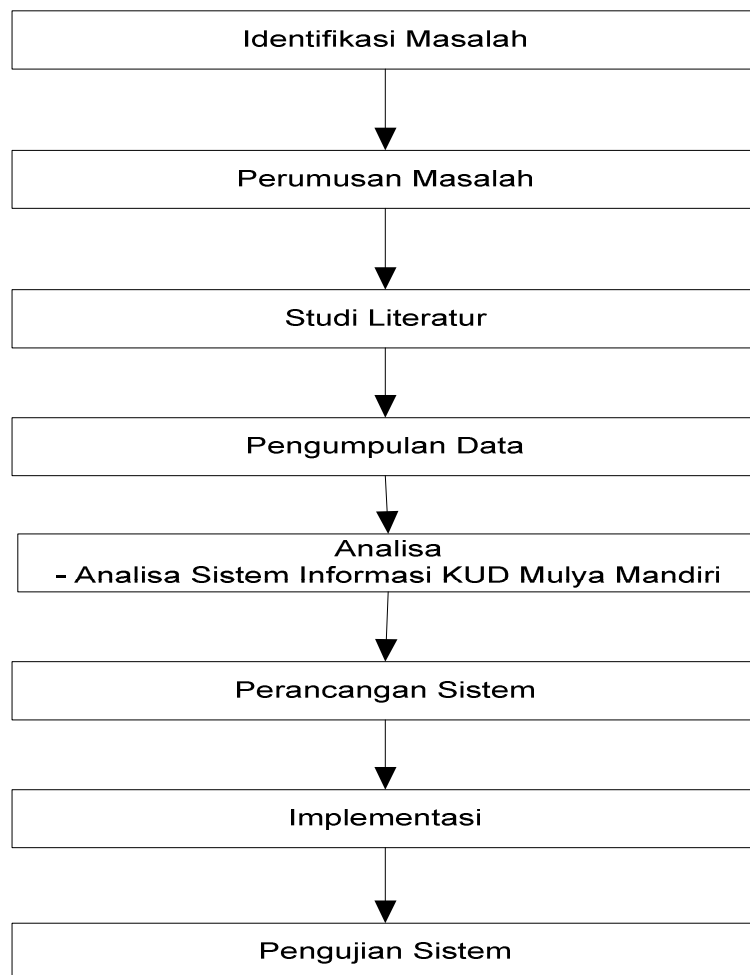 Identifikasi Masalah
Perumusan Masalah
Studi Literatur
Pengumpulan Data
Analisa
- Analisa Sistem Informasi KUD Mulya Mandiri
Perancangan Sistem
Implementasi
Pengujian Sistem